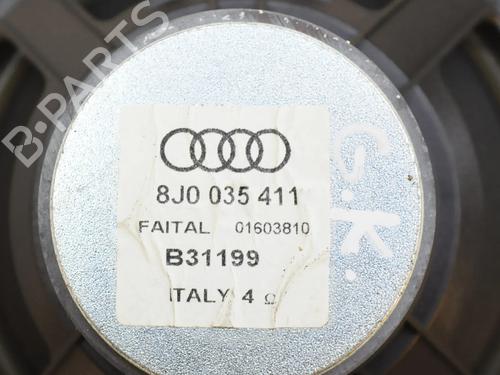 8J0 035 411
FAITAL 01603810
B31199
ITALY 4 Ω
G.K.
B-PARTS